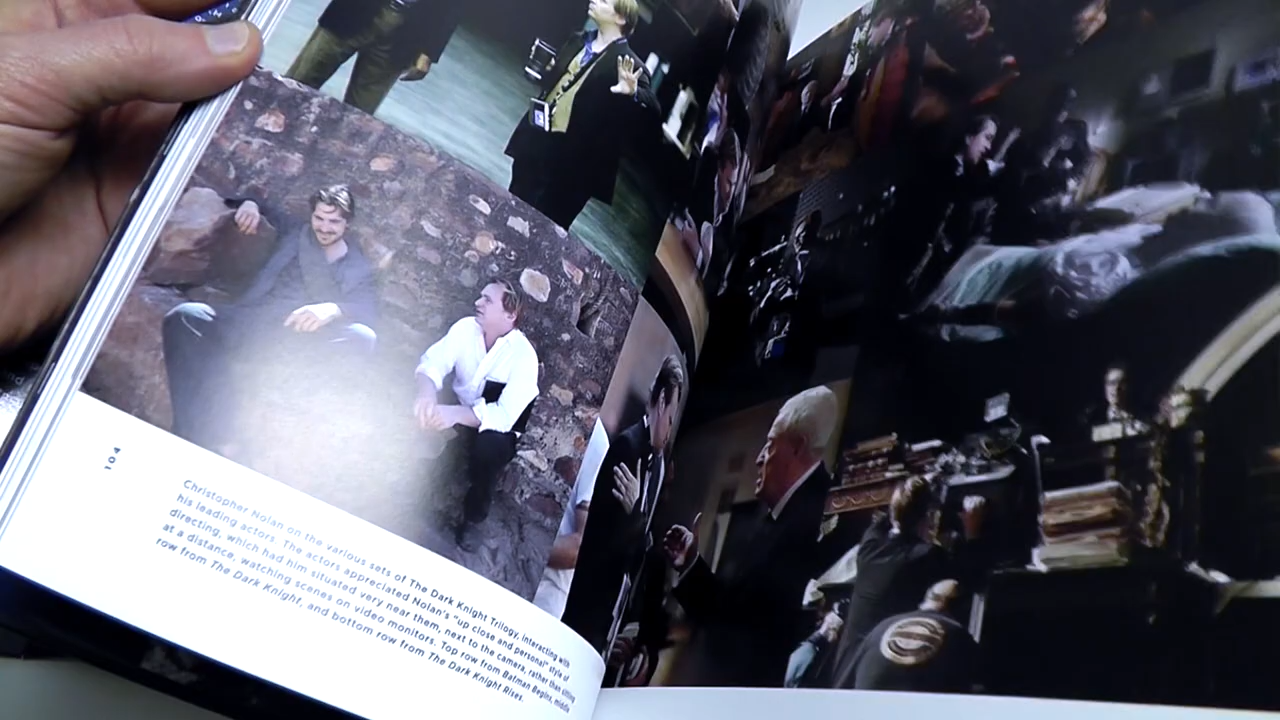 104
Christopher Nolan on the various sets of The Dark Knight Trilogy, interacting with
his leading actors. The actors appreciated Nolan's "up close and personal" style of
directing, which had him situated very near them, next to the camera, rather than sitting
at a distance, watching scenes on video monitors. Top row from Batman Begins, middle
row from The Dark Knight, and bottom row from The Dark Knight Rises.